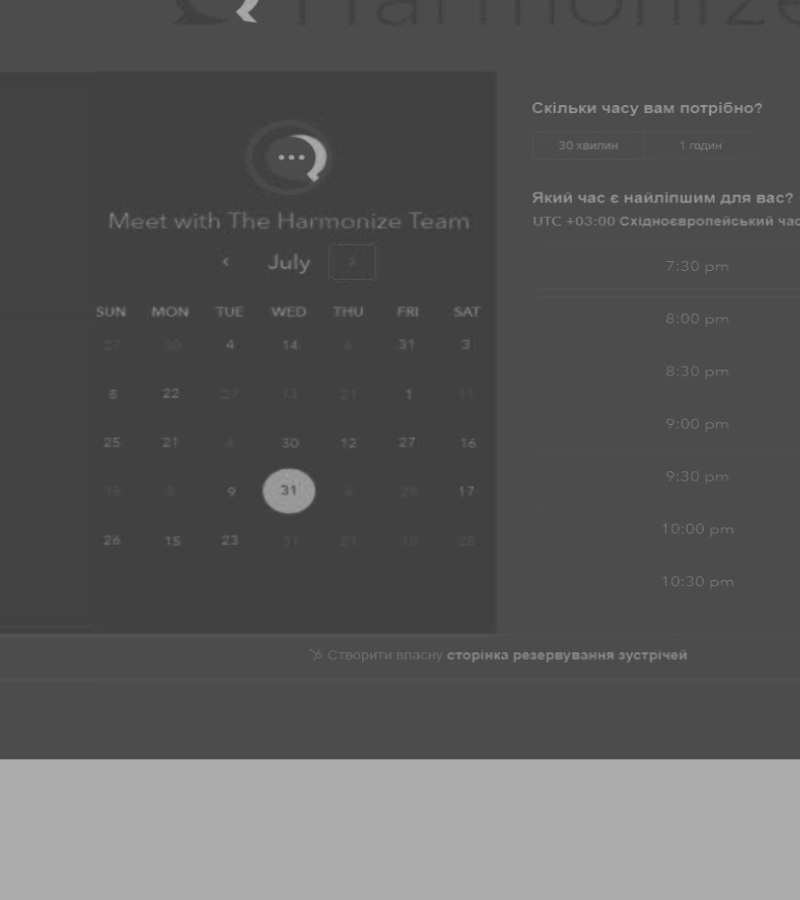 Harmonize
Meet with The Harmonize Team
‹ July ›
SUN MON TUE WED THU FRI SAT
27 30 4 14 6 31 3
8 22 27 13 21 1 11
25 21 4 30 12 27 16
9 31 6 29 17
26 15 23 31 21 18 28
Скільки часу вам потрібно?
30 хвилин 1 годин
Який час є найліпшим для вас?
UTC +03:00 Східноєвропейський час
7:30 pm
8:00 pm
8:30 pm
9:00 pm
9:30 pm
10:00 pm
10:30 pm
Створити власну сторінка резервування зустрічей